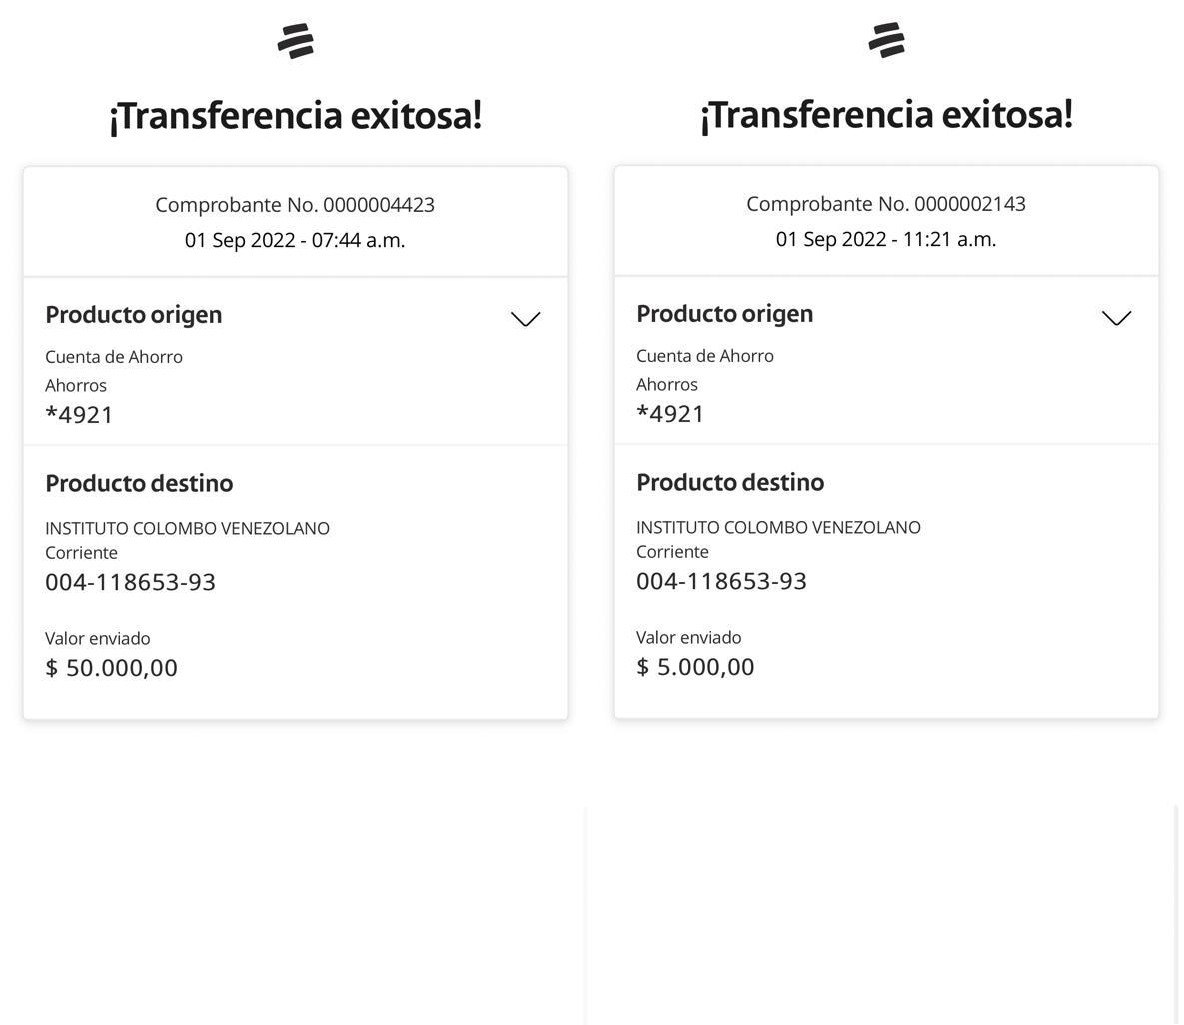 ¡Transferencia exitosa!
Comprobante No. 0000004423
01 Sep 2022 - 07:44 a.m.
Producto origen
Cuenta de Ahorro
Ahorros
*4921
Producto destino
INSTITUTO COLOMBO VENEZOLANO
Corriente
004-118653-93
Valor enviado
$ 50.000,00
¡Transferencia exitosa!
Comprobante No. 0000002143
01 Sep 2022 - 11:21 a.m.
Producto origen
Cuenta de Ahorro
Ahorros
*4921
Producto destino
INSTITUTO COLOMBO VENEZOLANO
Corriente
004-118653-93
Valor enviado
$ 5.000,00